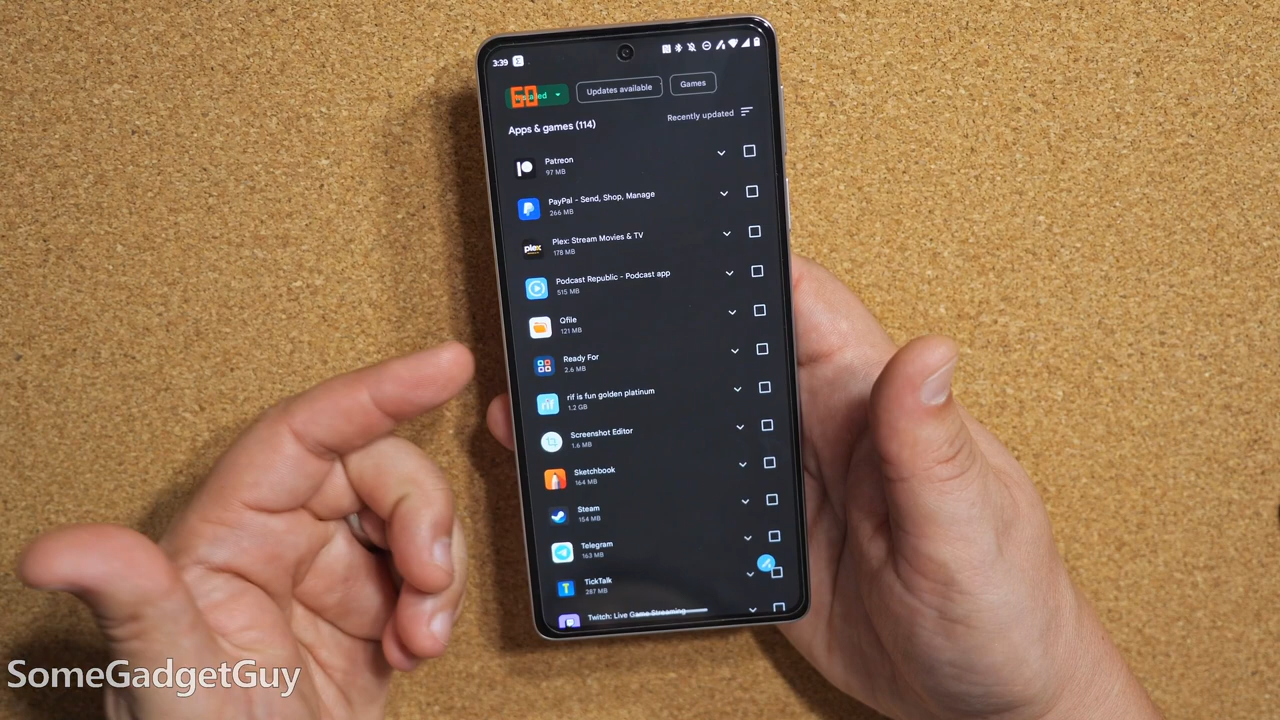 3:39
60
Updates available
Games
Apps & games (114)
Recently updated
Patreon
97 MB
PayPal - Send, Shop, Manage
266 MB
plex
Plex: Stream Movies & TV
178 MB
Podcast Republic - Podcast app
515 MB
Qfile
121 MB
Ready For
2.6 MB
rif
rif is fun golden platinum
1.2 GB
Screenshot Editor
1.6 MB
Sketchbook
164 MB
Steam
154 MB
Telegram
163 MB
T
TickTalk
287 MB
Twitch: Live Game Streaming
SomeGadgetGuy